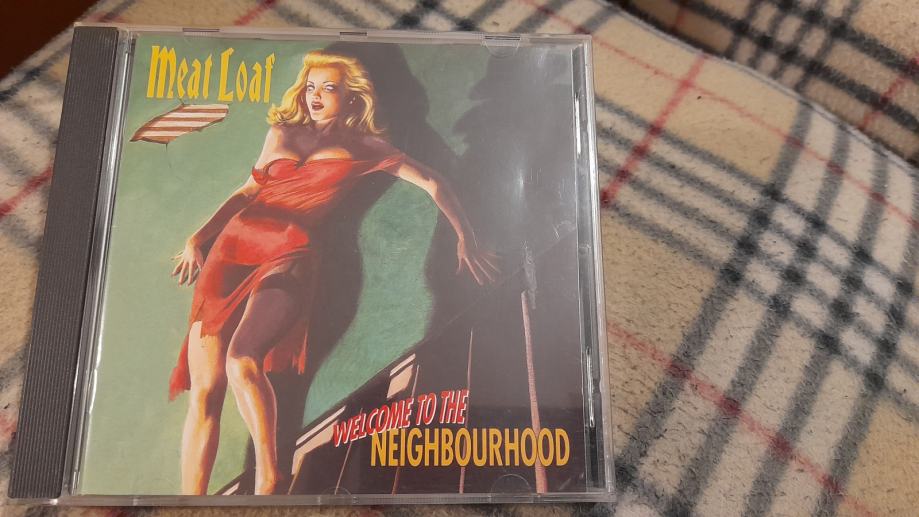 Meat Loaf
WELCOME TO THE
NEIGHBOURHOOD